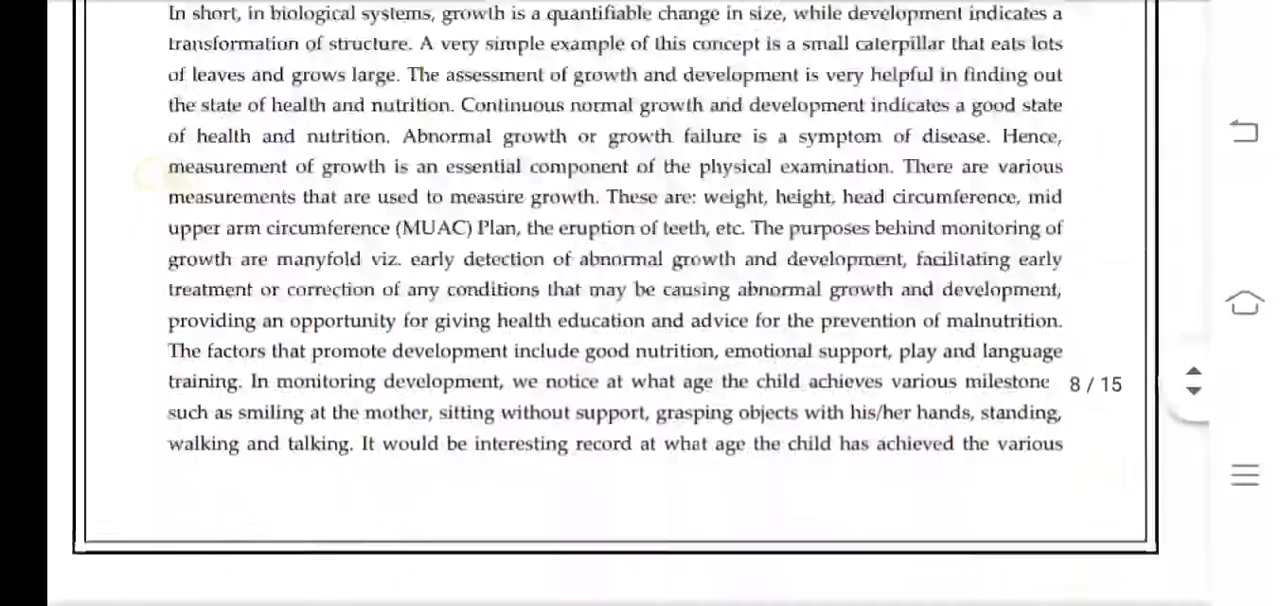 In short, in biological systems, growth is a quantifiable change in size, while development indicates a
transformation of structure. A very simple example of this concept is a small caterpillar that eats lots
of leaves and grows large. The assessment of growth and development is very helpful in finding out
the state of health and nutrition. Continuous normal growth and development indicates a good state
of health and nutrition. Abnormal growth or growth failure is a symptom of disease. Hence,
measurement of growth is an essential component of the physical examination. There are various
measurements that are used to measure growth. These are: weight, height, head circumference, mid
upper arm circumference (MUAC) Plan, the eruption of teeth, etc. The purposes behind monitoring of
growth are manyfold viz. early detection of abnormal growth and development, facilitating early
treatment or correction of any conditions that may be causing abnormal growth and development,
providing an opportunity for giving health education and advice for the prevention of malnutrition.
The factors that promote development include good nutrition, emotional support, play and language
training. In monitoring development, we notice at what age the child achieves various milestone 8 / 15
such as smiling at the mother, sitting without support, grasping objects with his/her hands, standing,
walking and talking. It would be interesting record at what age the child has achieved the various